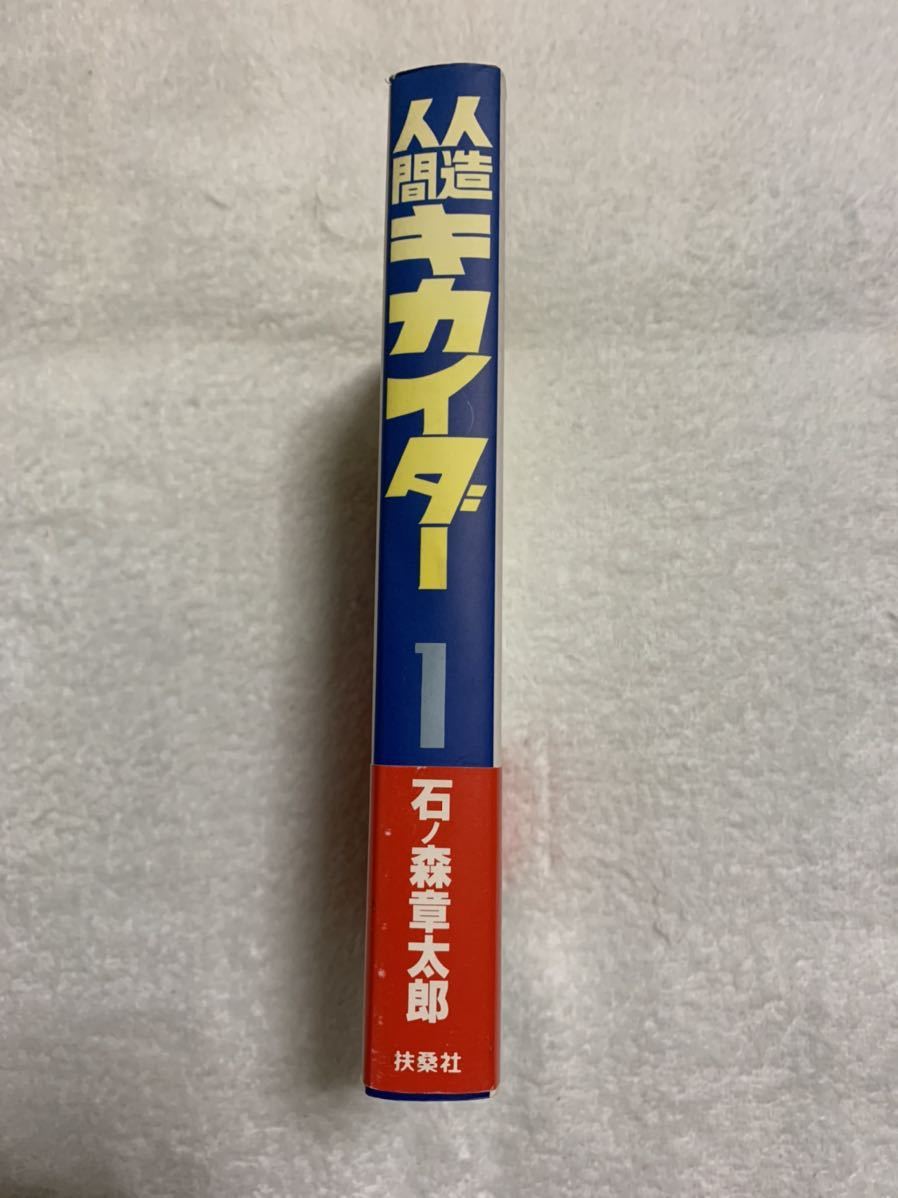 人造
人間
キカイダー
1
石ノ森章太郎
扶桑社